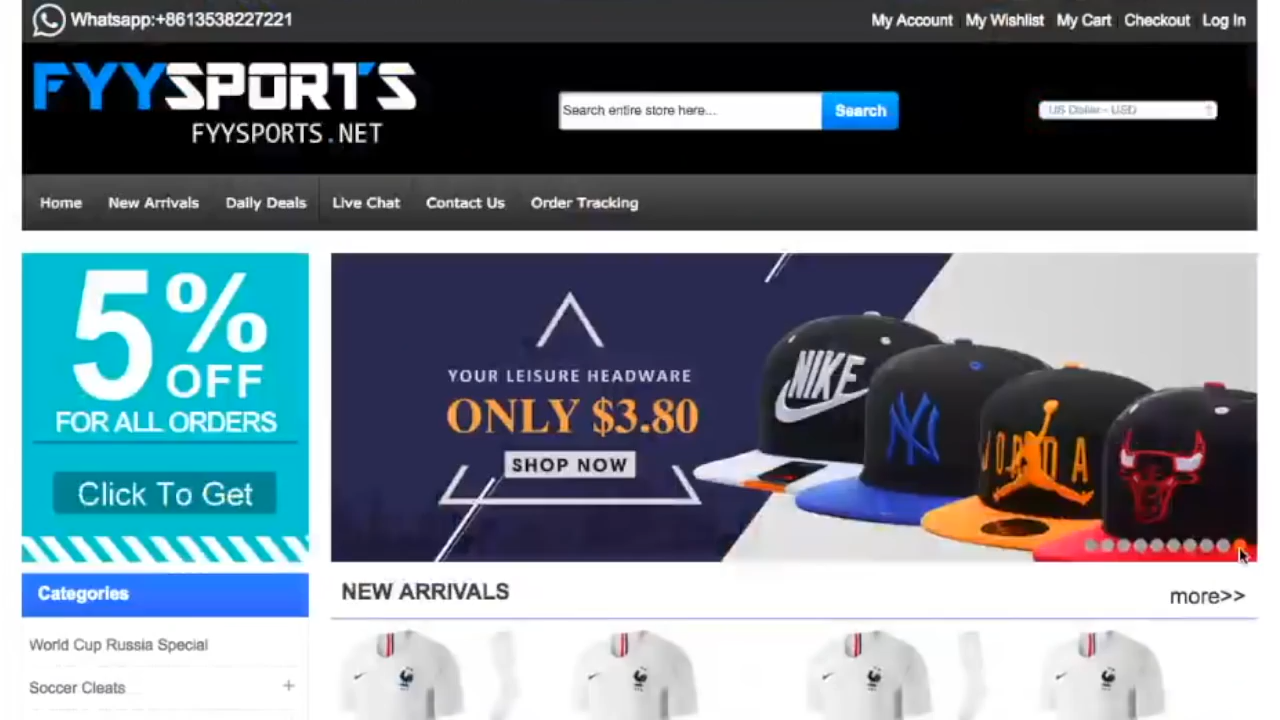 Whatsapp:+8613538227221
My Account My Wishlist My Cart Checkout Log In
FYYSPORTS
FYYSPORTS.NET
Search entire store here...
Search
US Dollar - USD
Home New Arrivals Daily Deals Live Chat Contact Us Order Tracking
5%
OFF
FOR ALL ORDERS
Click To Get
YOUR LEISURE HEADWARE
ONLY $3.80
SHOP NOW
NIKE
NY
JORDA
Categories
NEW ARRIVALS
more>>
World Cup Russia Special
Soccer Cleats +